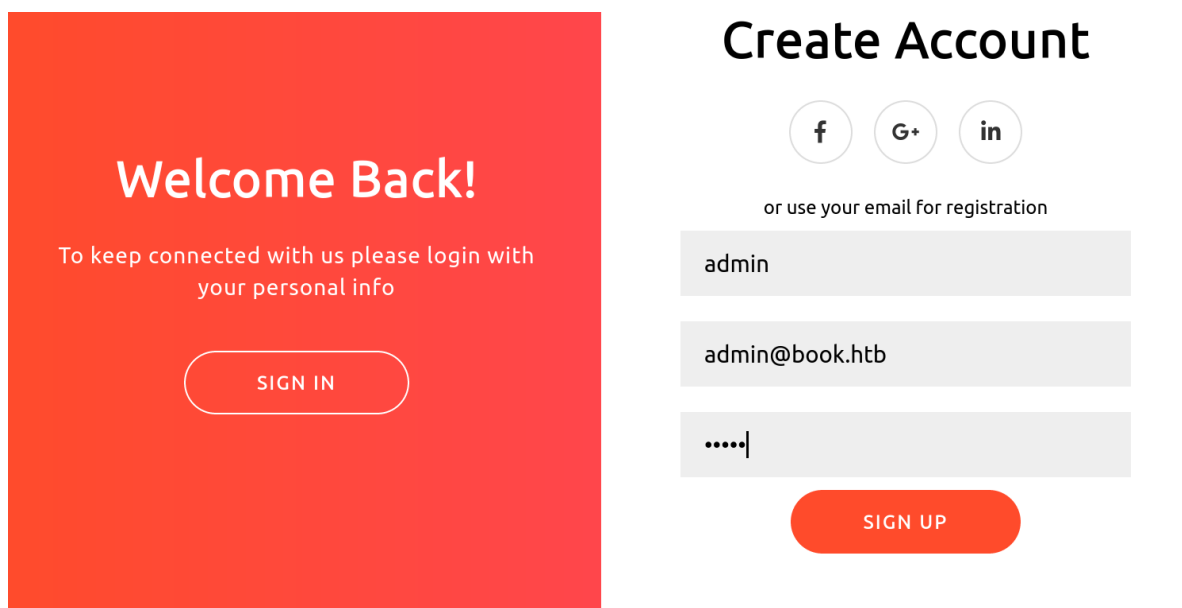 Welcome Back!
To keep connected with us please login with
your personal info
SIGN IN
Create Account
f
G+
in
or use your email for registration
admin
admin@book.htb
•••••
SIGN UP